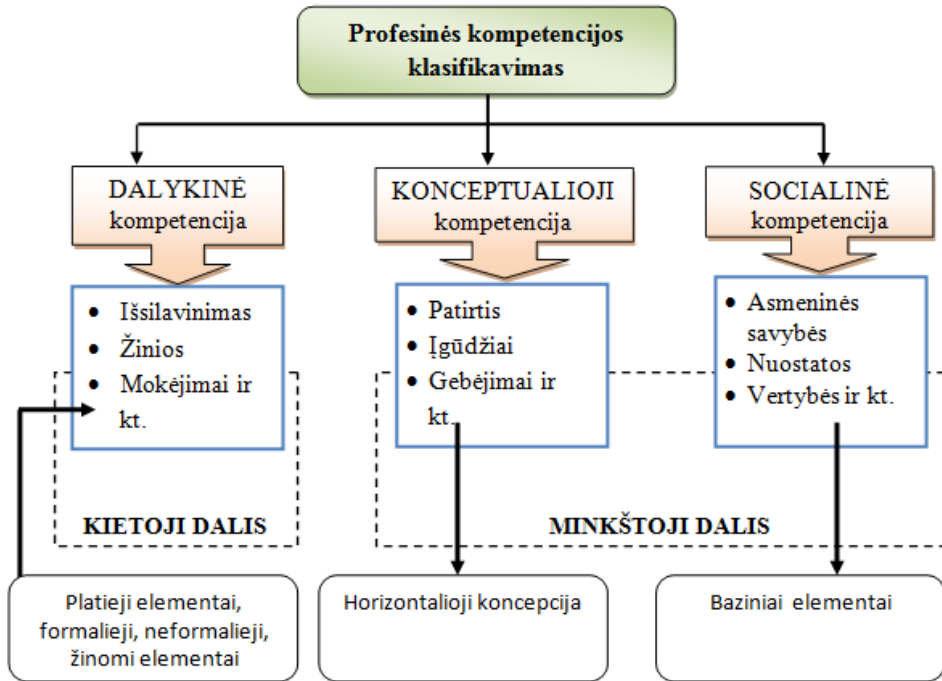 Profesinės kompetencijos
klasifikavimas
DALYKINĖ
kompetencija
KONCEPTUALIOJI
kompetencija
SOCIALINĖ
kompetencija
• Išsilavinimas
• Žinios
• Mokėjimai ir
kt.
• Patirtis
• Įgūdžiai
• Gebėjimai ir
kt.
• Asmeninės
savybės
• Nuostatos
• Vertybės ir kt.
KIETOJI DALIS
MINKŠTOJI DALIS
Platieji elementai,
formalieji, neformalieji,
žinomi elementai
Horizontalioji koncepcija
Baziniai elementai